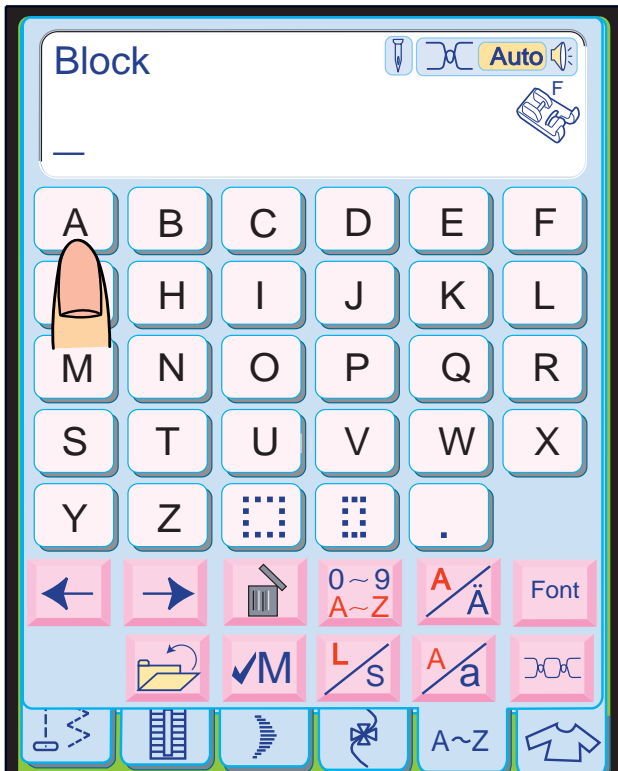 Block
Auto
F
_
A B C D E F
H I J K L
M N O P Q R
S T U V W X
Y Z .
0~9 A/Ä Font
A~Z
✓M L/s A/a
A~Z